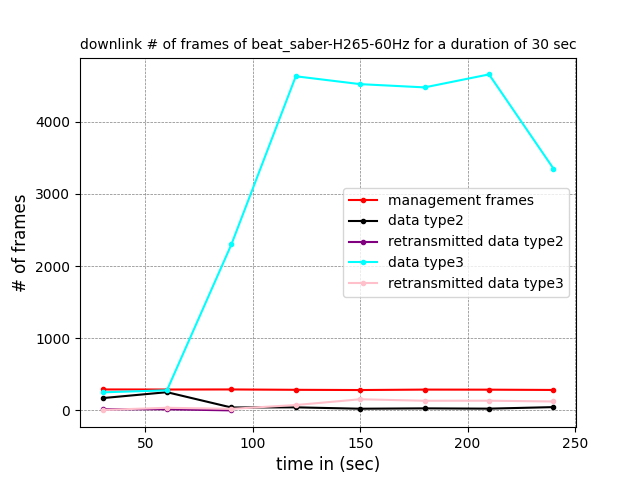 downlink # of frames of beat_saber-H265-60Hz for a duration of 30 sec
# of frames
4000
3000
2000
1000
0
management frames
data type2
retransmitted data type2
data type3
retransmitted data type3
50 100 150 200 250
time in (sec)